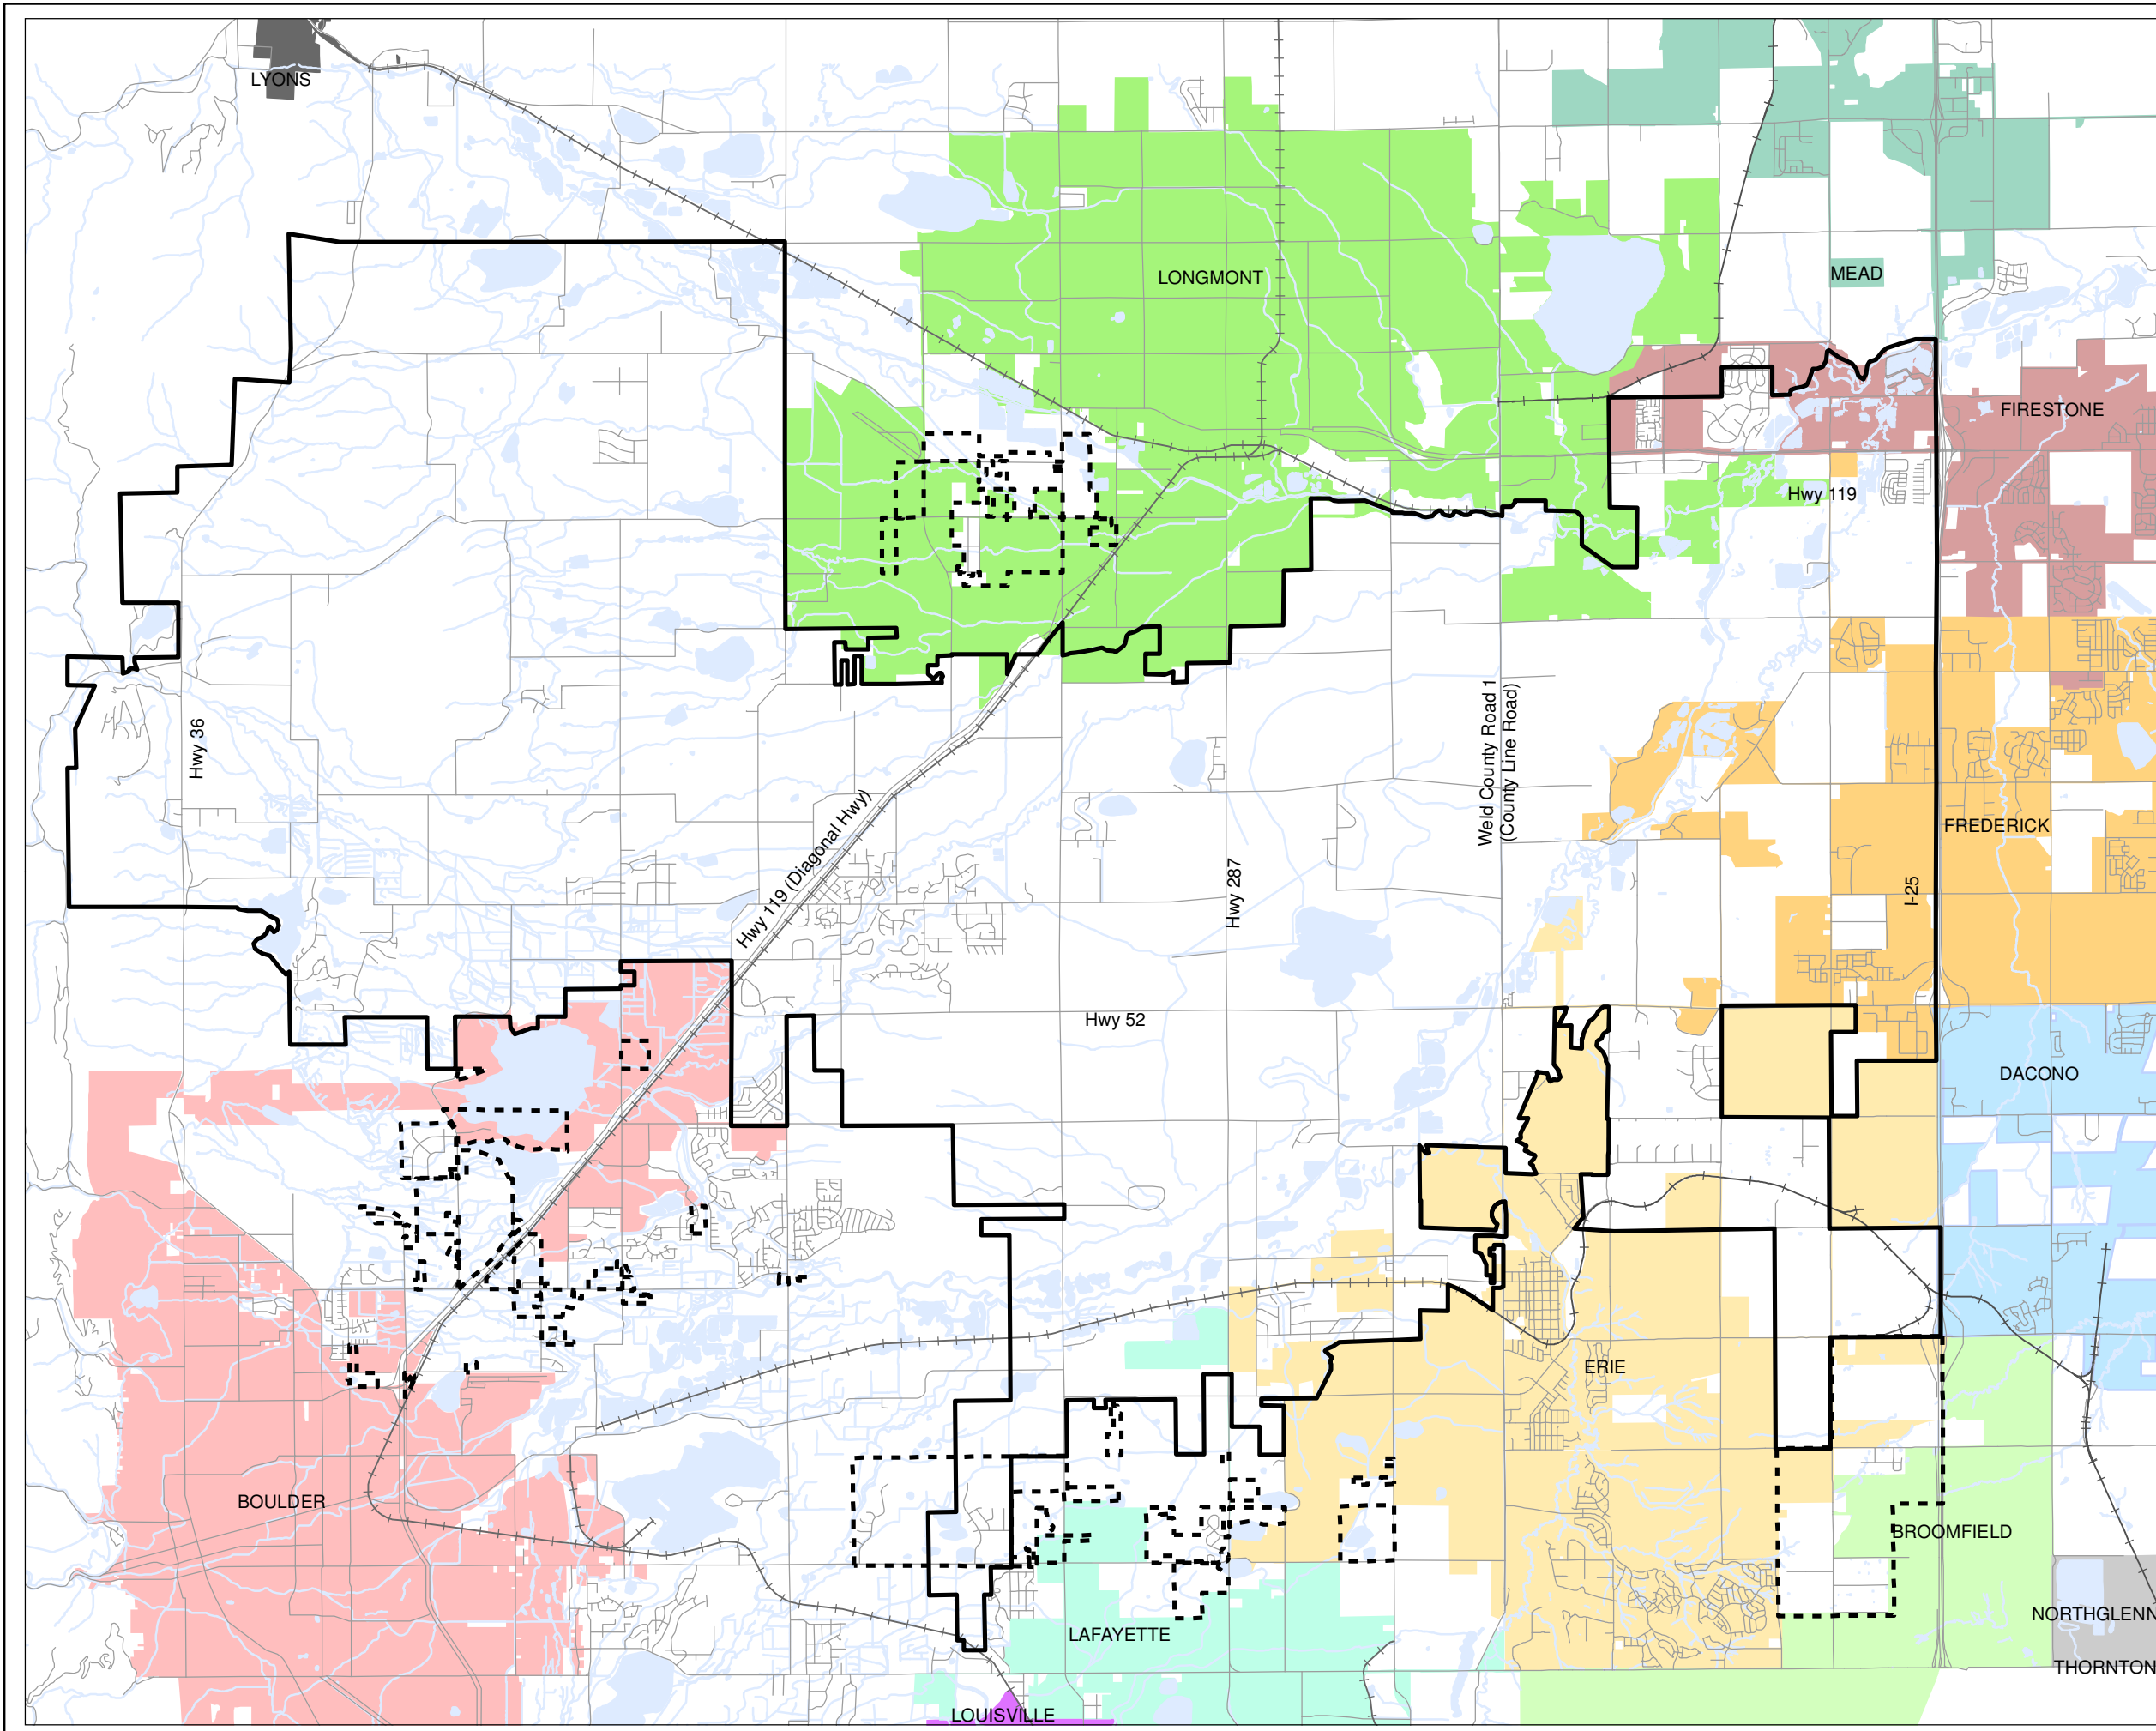 LYONS
LONGMONT
MEAD
FIRESTONE
Hwy 119
Hwy 36
Weld County Road 1
(County Line Road)
Hwy 119 (Diagonal Hwy)
FREDERICK
Hwy 287
I-25
Hwy 52
DACONO
ERIE
BOULDER
BROOMFIELD
NORTHGLENN
LAFAYETTE
THORNTON
LOUISVILLE